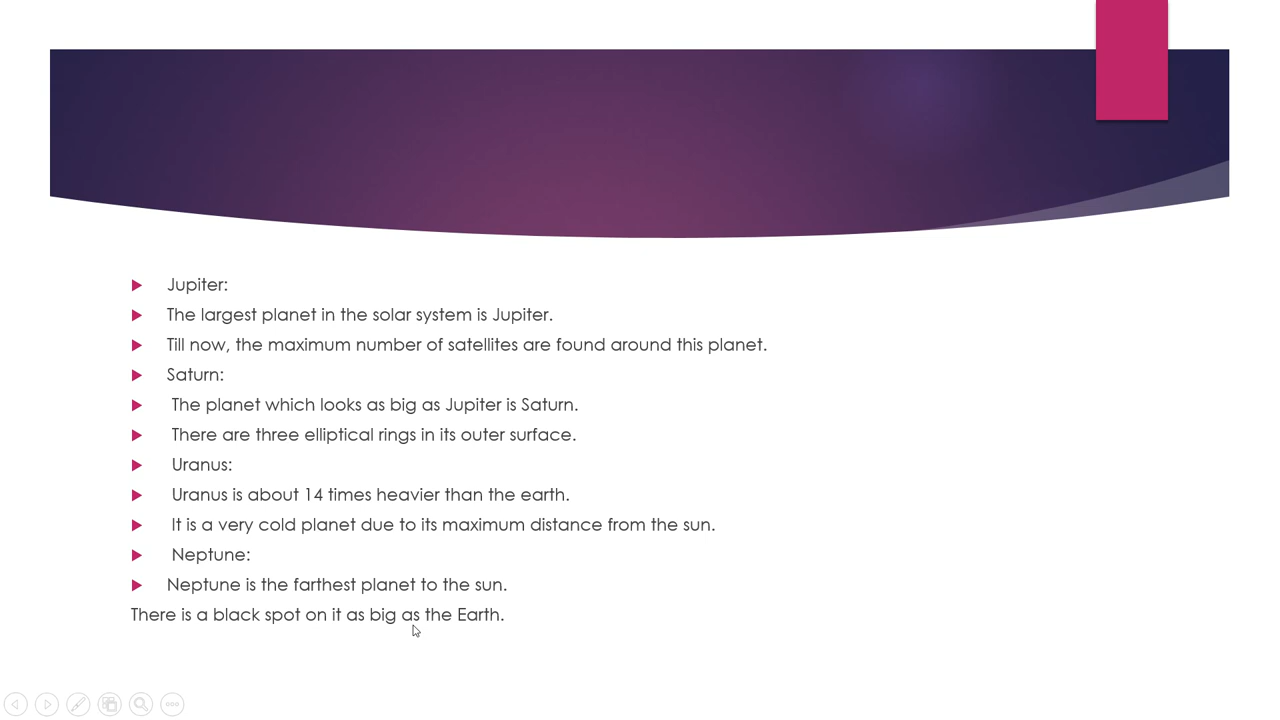 Jupiter:
The largest planet in the solar system is Jupiter.
Till now, the maximum number of satellites are found around this planet.
Saturn:
The planet which looks as big as Jupiter is Saturn.
There are three elliptical rings in its outer surface.
Uranus:
Uranus is about 14 times heavier than the earth.
It is a very cold planet due to its maximum distance from the sun.
Neptune:
Neptune is the farthest planet to the sun.
There is a black spot on it as big as the Earth.